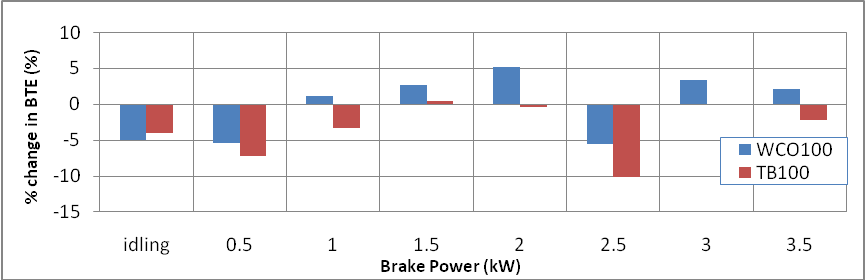 % change in BTE (%)
10
5
0
-5
-10
-15
WCO100
TB100
idling 0.5 1 1.5 2 2.5 3 3.5
Brake Power (kW)